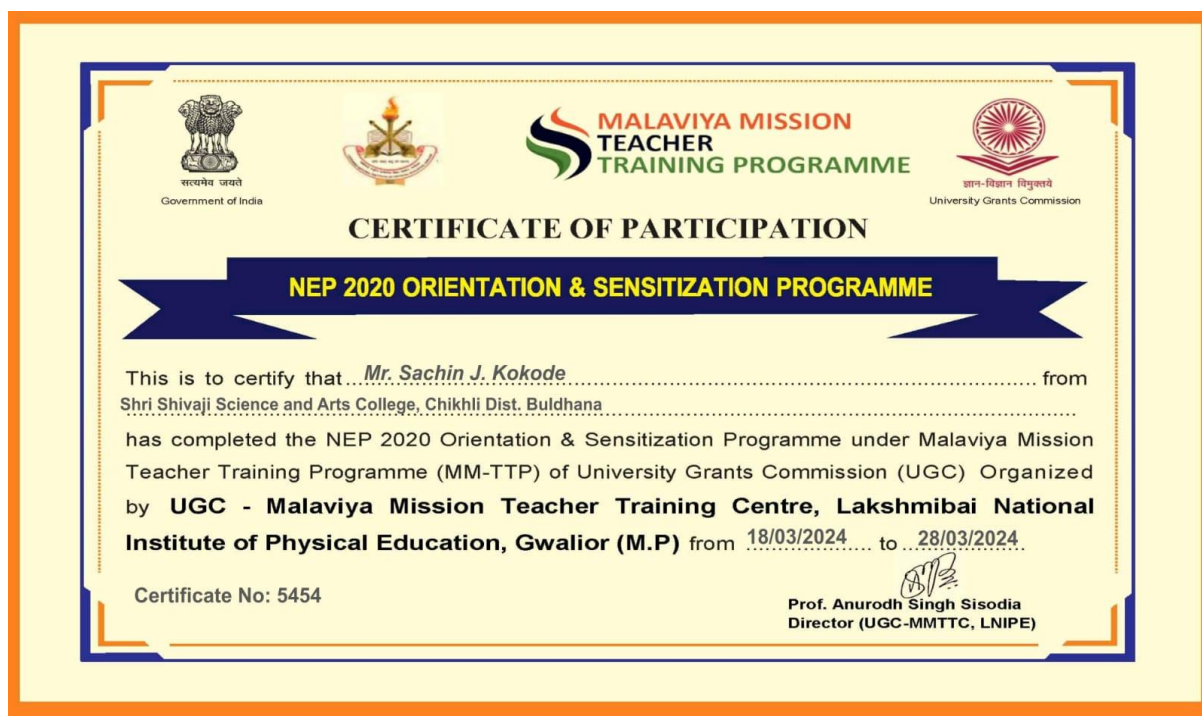 सत्यमेव जयते
Government of India
MALAVIYA MISSION
TEACHER
TRAINING PROGRAMME
ज्ञान-विज्ञान विमुक्तये
University Grants Commission
CERTIFICATE OF PARTICIPATION
NEP 2020 ORIENTATION & SENSITIZATION PROGRAMME
This is to certify that Mr. Sachin J. Kokode from
Shri Shivaji Science and Arts College, Chikhli Dist. Buldhana
has completed the NEP 2020 Orientation & Sensitization Programme under Malaviya Mission
Teacher Training Programme (MM-TTP) of University Grants Commission (UGC) Organized
by UGC - Malaviya Mission Teacher Training Centre, Lakshmibai National
Institute of Physical Education, Gwalior (M.P) from 18/03/2024 to 28/03/2024
Certificate No: 5454
Prof. Anurodh Singh Sisodia
Director (UGC-MMTTC, LNIPE)